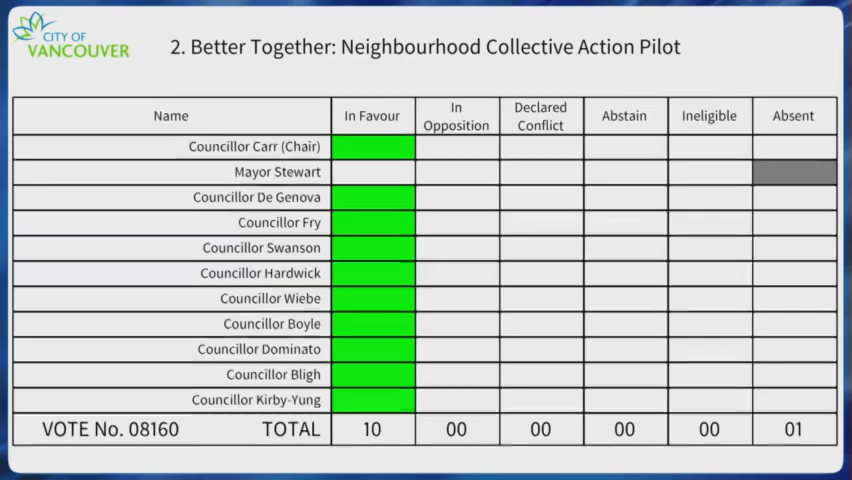 CITY OF
VANCOUVER
2. Better Together: Neighbourhood Collective Action Pilot
Name In Favour In Opposition Declared Conflict Abstain Ineligible Absent
Councillor Carr (Chair)
Mayor Stewart
Councillor De Genova
Councillor Fry
Councillor Swanson
Councillor Hardwick
Councillor Wiebe
Councillor Boyle
Councillor Dominato
Councillor Bligh
Councillor Kirby-Yung
VOTE No. 08160 TOTAL 10 00 00 00 00 01